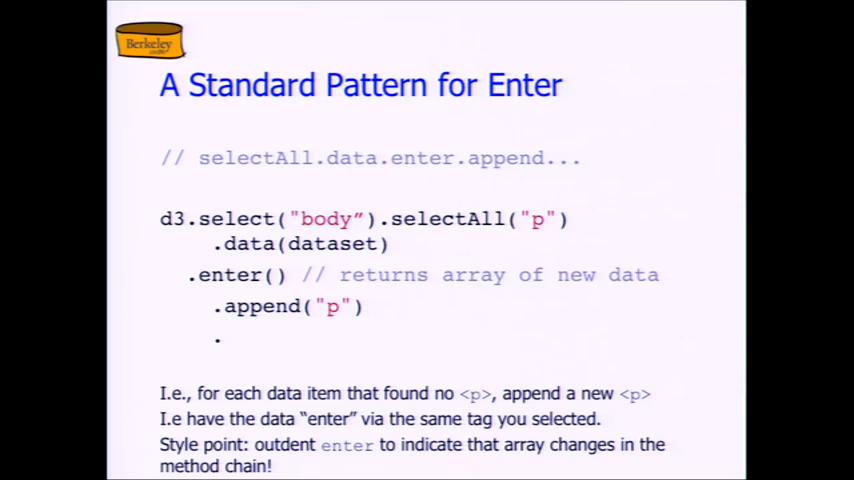 Berkeley
A Standard Pattern for Enter
// selectAll.data.enter.append...
d3.select("body”).selectAll("p")
.data(dataset)
.enter() // returns array of new data
.append("p")
.
I.e., for each data item that found no <p>, append a new <p>
I.e have the data “enter” via the same tag you selected.
Style point: outdent enter to indicate that array changes in the
method chain!